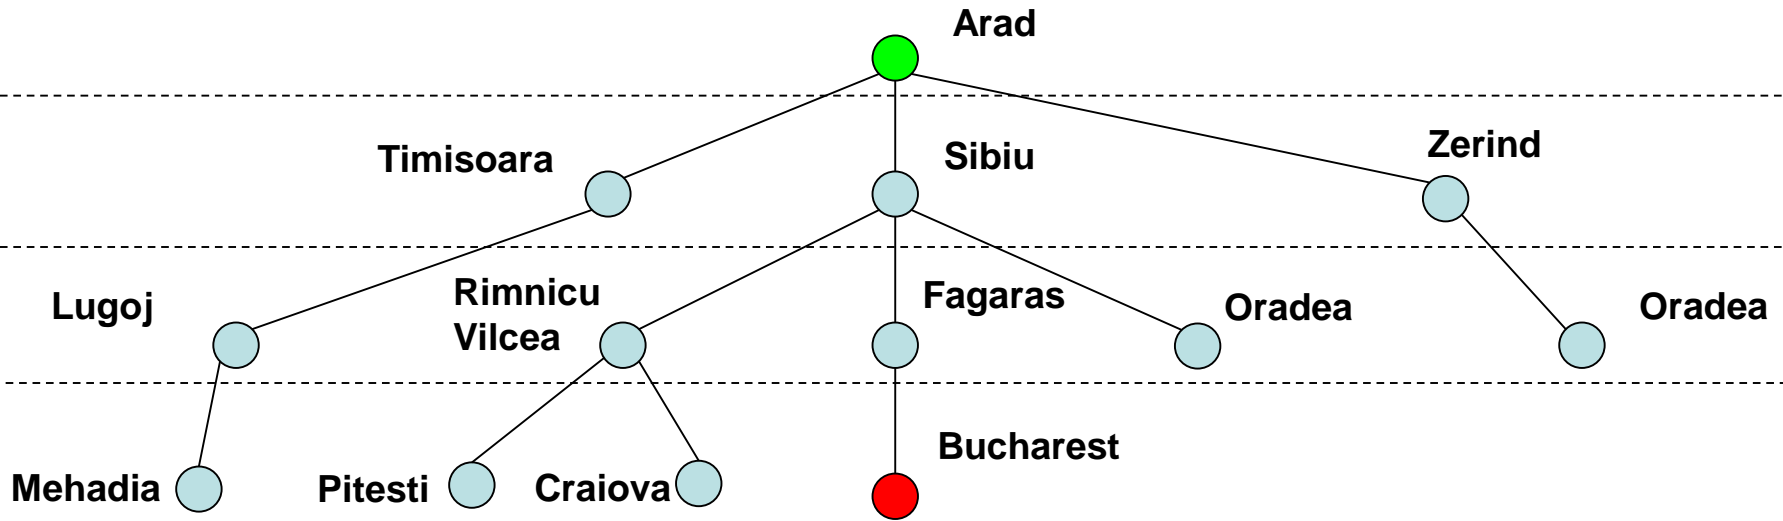 Arad
Timisoara
Sibiu
Zerind
Lugoj
Rimnicu
Vilcea
Fagaras
Oradea
Oradea
Mehadia
Pitesti
Craiova
Bucharest